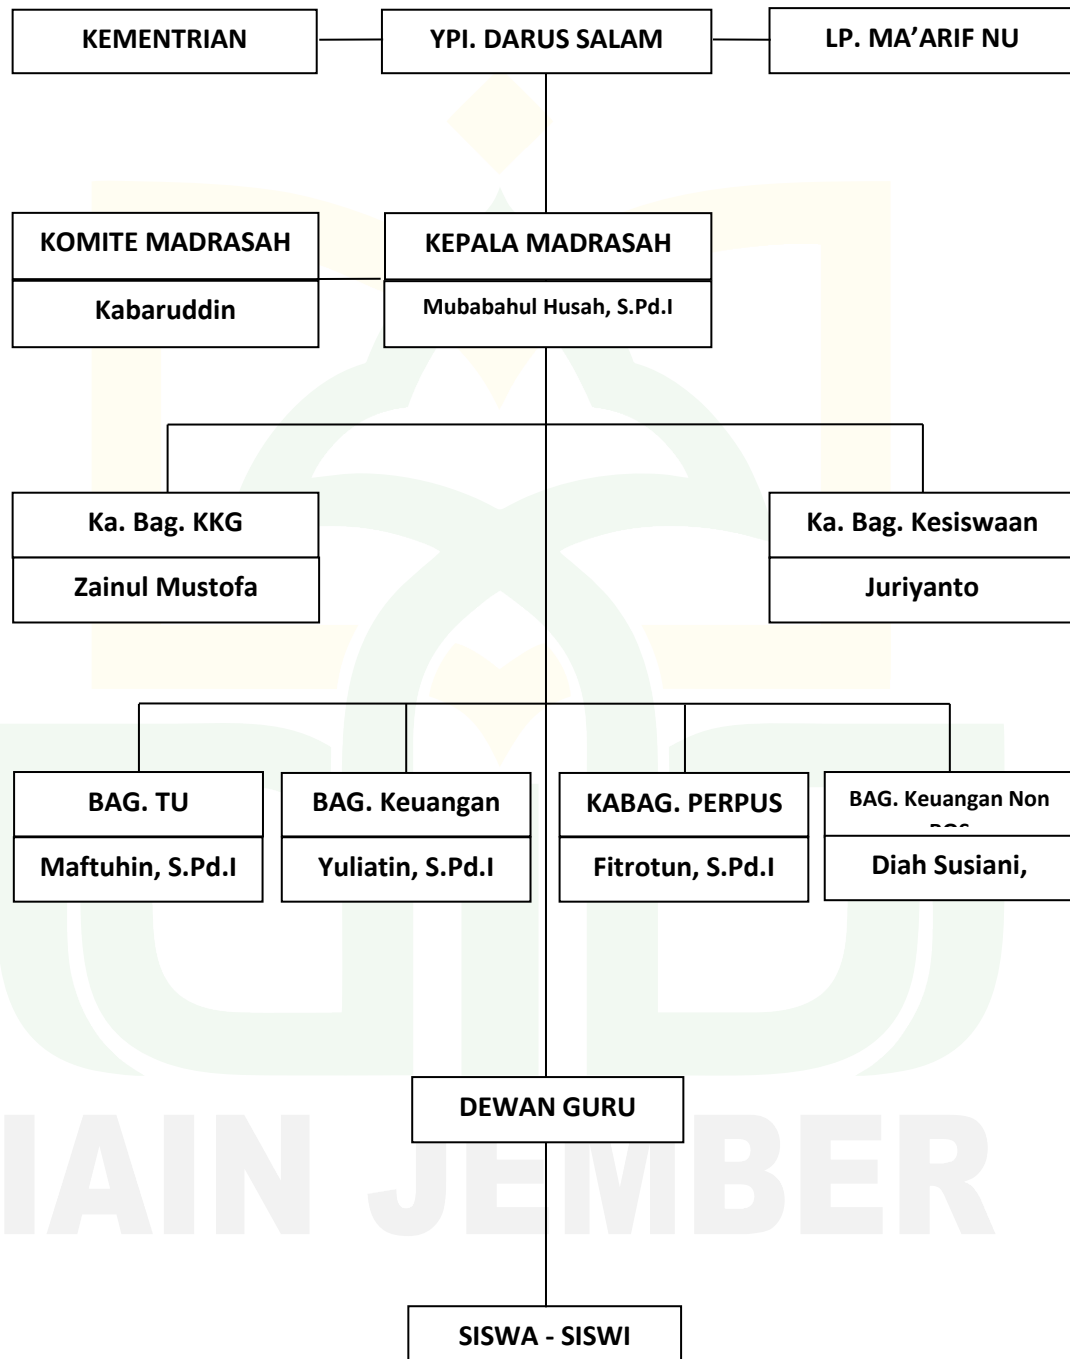 KEMENTRIAN
YPI. DARUS SALAM
LP. MA’ARIF NU
KOMITE MADRASAH
KEPALA MADRASAH
Kabaruddin
Mubabahul Husah, S.Pd.I
Ka. Bag. KKG
Ka. Bag. Kesiswaan
Zainul Mustofa
Juriyanto
BAG. TU
BAG. Keuangan
KABAG. PERPUS
BAG. Keuangan Non
Maftuhin, S.Pd.I
Yuliatin, S.Pd.I
Fitrotun, S.Pd.I
Diah Susiani,
DEWAN GURU
IAIN JEMBER
SISWA - SISWI